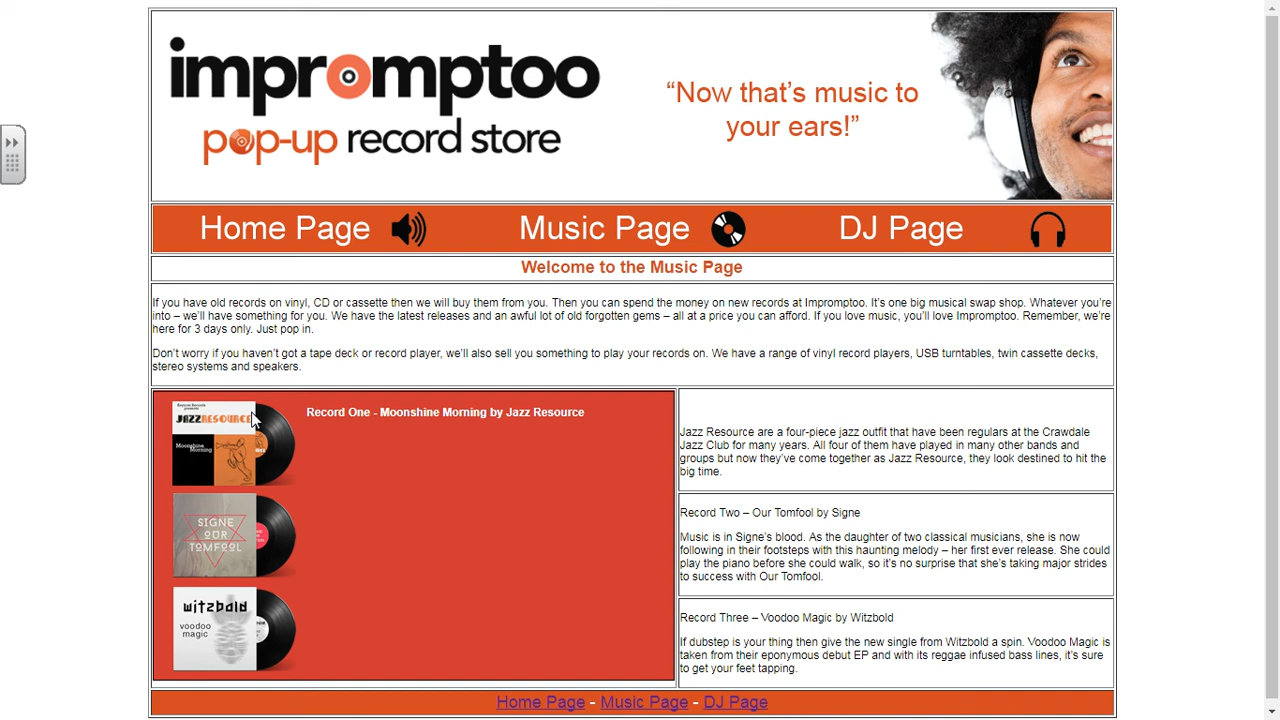 impromptoo
pop-up record store
“Now that’s music to
your ears!”
Home Page Music Page DJ Page
Welcome to the Music Page
If you have old records on vinyl, CD or cassette then we will buy them from you. Then you can spend the money on new records at Impromptoo. It’s one big musical swap shop. Whatever you’re
into – we’ll have something for you. We have the latest releases and an awful lot of old forgotten gems – all at a price you can afford. If you love music, you’ll love Impromptoo. Remember, we’re
here for 3 days only. Just pop in.
Don’t worry if you haven’t got a tape deck or record player, we’ll also sell you something to play your records on. We have a range of vinyl record players, USB turntables, twin cassette decks,
stereo systems and speakers.
JAZZRESOURCE
Moonshine
Morning
Record One - Moonshine Morning by Jazz Resource
SIGNE
OUR
TOMFOOL
witzbold
voodoo
magic
Jazz Resource are a four-piece jazz outfit that have been regulars at the Crawdale
Jazz Club for many years. All four of them have played in many other bands and
groups but now they’ve come together as Jazz Resource, they look destined to hit the
big time.
Record Two – Our Tomfool by Signe
Music is in Signe’s blood. As the daughter of two classical musicians, she is now
following in their footsteps with this haunting melody – her first ever release. She could
play the piano before she could walk, so it’s no surprise that she’s taking major strides
to success with Our Tomfool.
Record Three – Voodoo Magic by Witzbold
If dubstep is your thing then give the new single from Witzbold a spin. Voodoo Magic is
taken from their eponymous debut EP and with its reggae infused bass lines, it’s sure
to get your feet tapping.
Home Page - Music Page - DJ Page